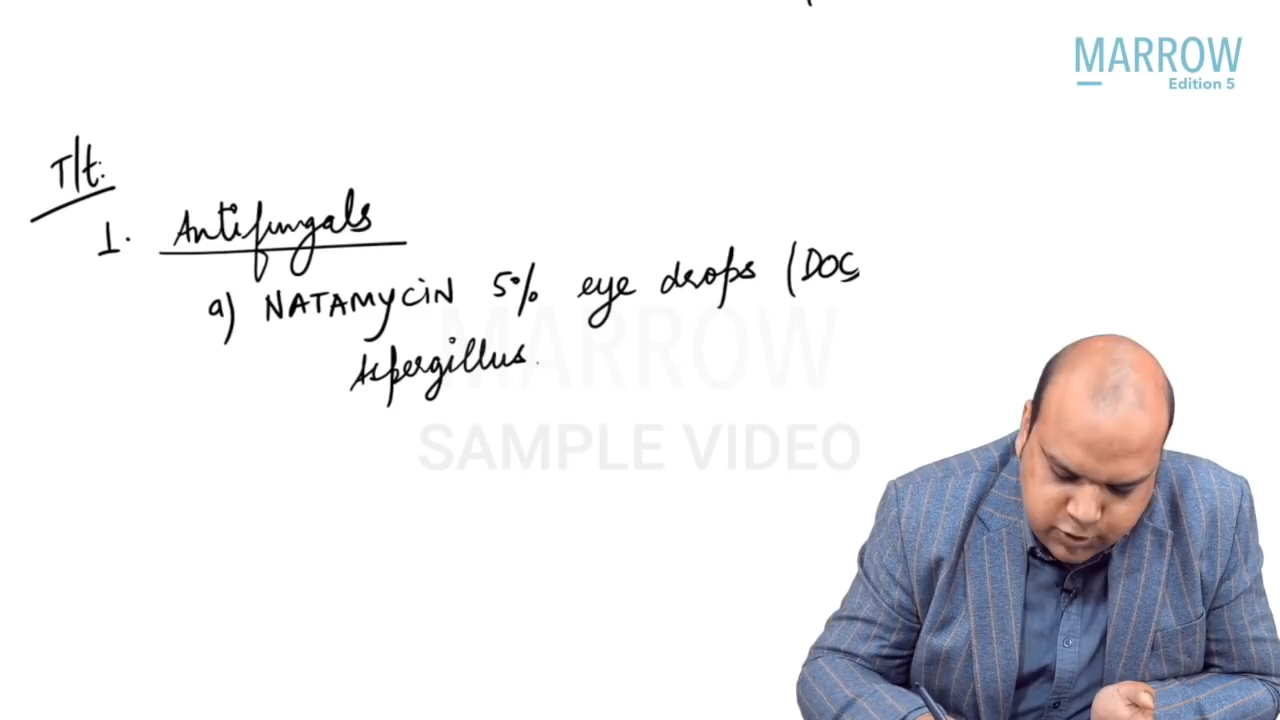 MARROW
Edition 5
T/t:
1. Antifungals
a) NATAMYCIN 5% eye drops (DOC
Aspergillus.
MARROW
SAMPLE VIDEO